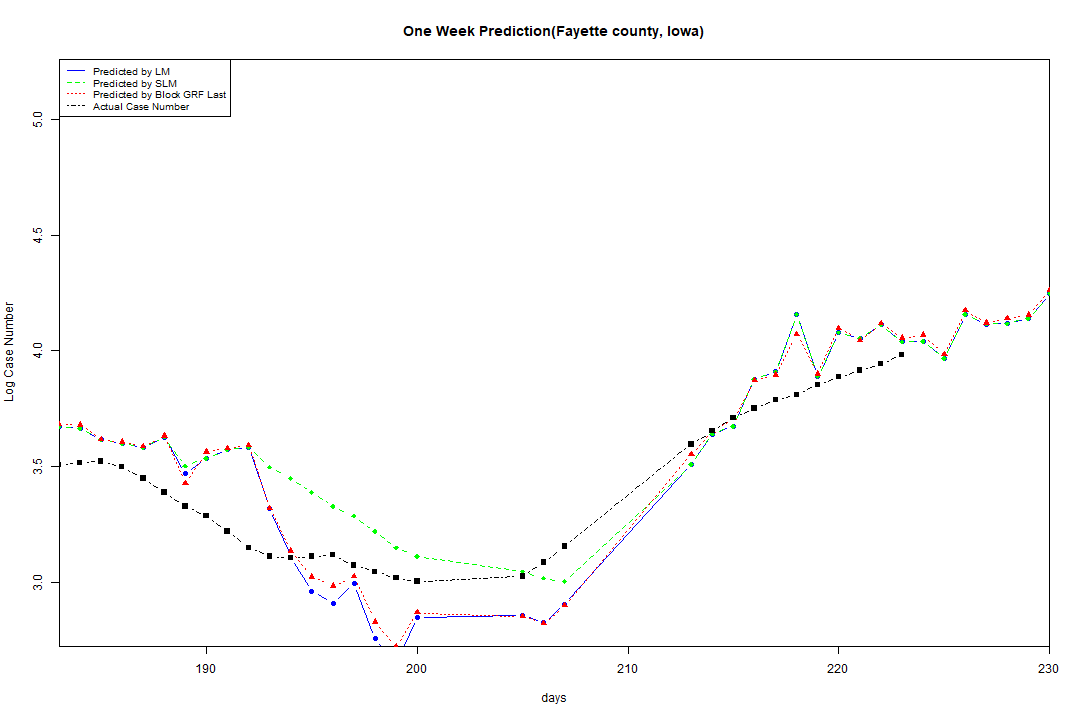 One Week Prediction(Fayette county, Iowa)
Predicted by LM
Predicted by SLM
Predicted by Block GRF Last
Actual Case Number
5.0
4.5
4.0
3.5
3.0
Log Case Number
190 200 210 220 230
days